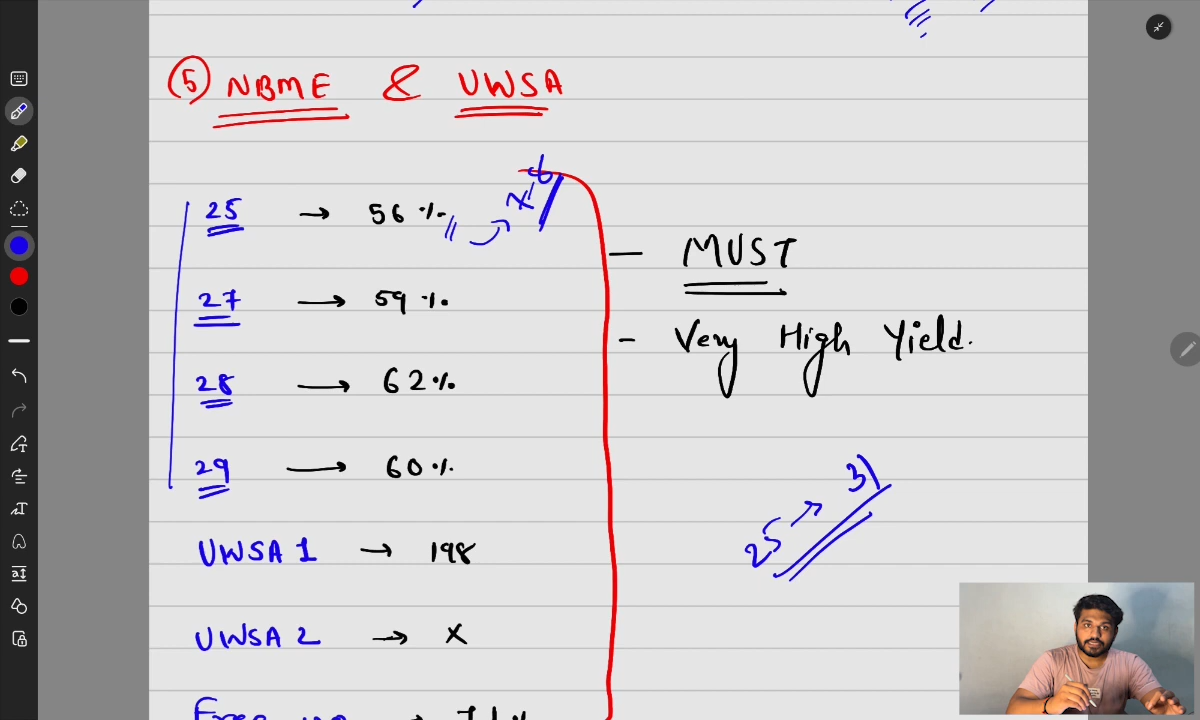 5 NBME & UWSA
25 → 56 %
27 → 59 %.
28 → 62 %
29 → 60 %.
UWSA 1 → 198
UWSA 2 → X
Free
- MUST
- Very High Yield.
25 → 31